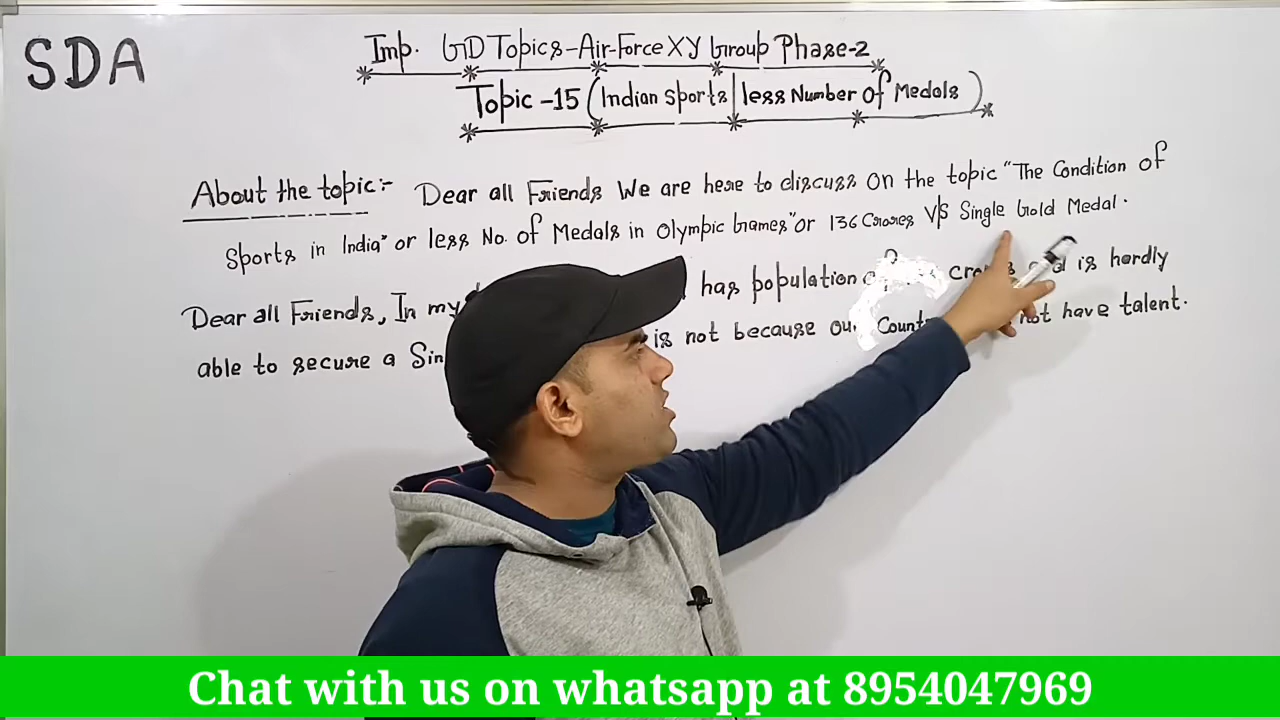 SDA
Imp. GD Topics-Air-Force XY Group Phase-2
Topic -15 (Indian Sports | less Number of Medals)
About the topic:- Dear all Friends We are here to discuss on the topic "The Condition of
Sports in India" or less No. of Medals in Olympic Games" or 136 Crores V/S Single Gold Medal.
Dear all Friends, In my has population is hardly
able to secure a is not because our not have talent.
Chat with us on whatsapp at 8954047969